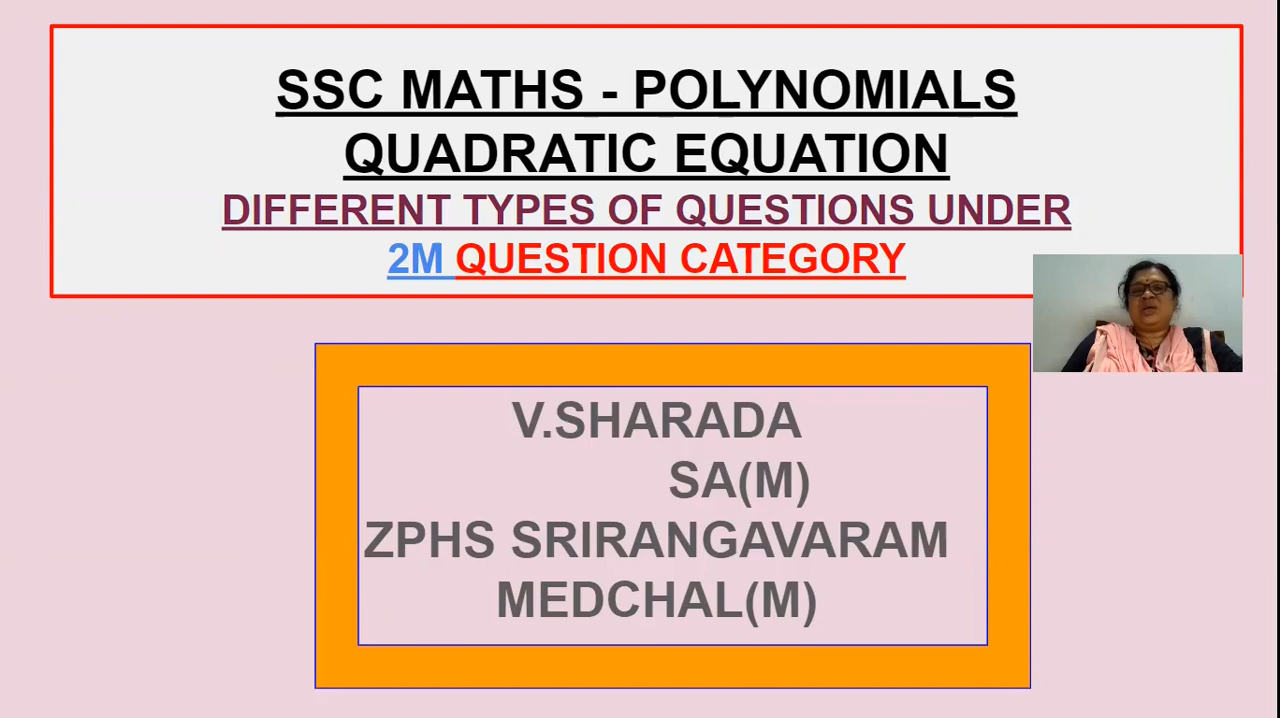 SSC MATHS - POLYNOMIALS
QUADRATIC EQUATION
DIFFERENT TYPES OF QUESTIONS UNDER
2M QUESTION CATEGORY
V.SHARADA
SA(M)
ZPHS SRIRANGAVARAM
MEDCHAL(M)